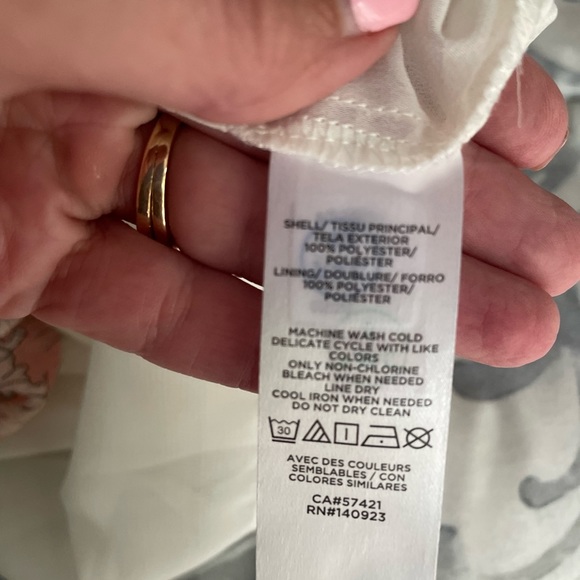 SHELL/ TISSU PRINCIPAL/
TELA EXTERIOR
100% POLYESTER/
POLIÉSTER
LINING/ DOUBLURE/ FORRO
100% POLYESTER/
POLIÉSTER
MACHINE WASH COLD
DELICATE CYCLE WITH LIKE
COLORS
ONLY NON-CHLORINE
BLEACH WHEN NEEDED
LINE DRY
COOL IRON WHEN NEEDED
DO NOT DRY CLEAN
30
AVEC DES COULEURS
SEMBLABLES / CON
COLORES SIMILARES
CA#57421
RN#140923